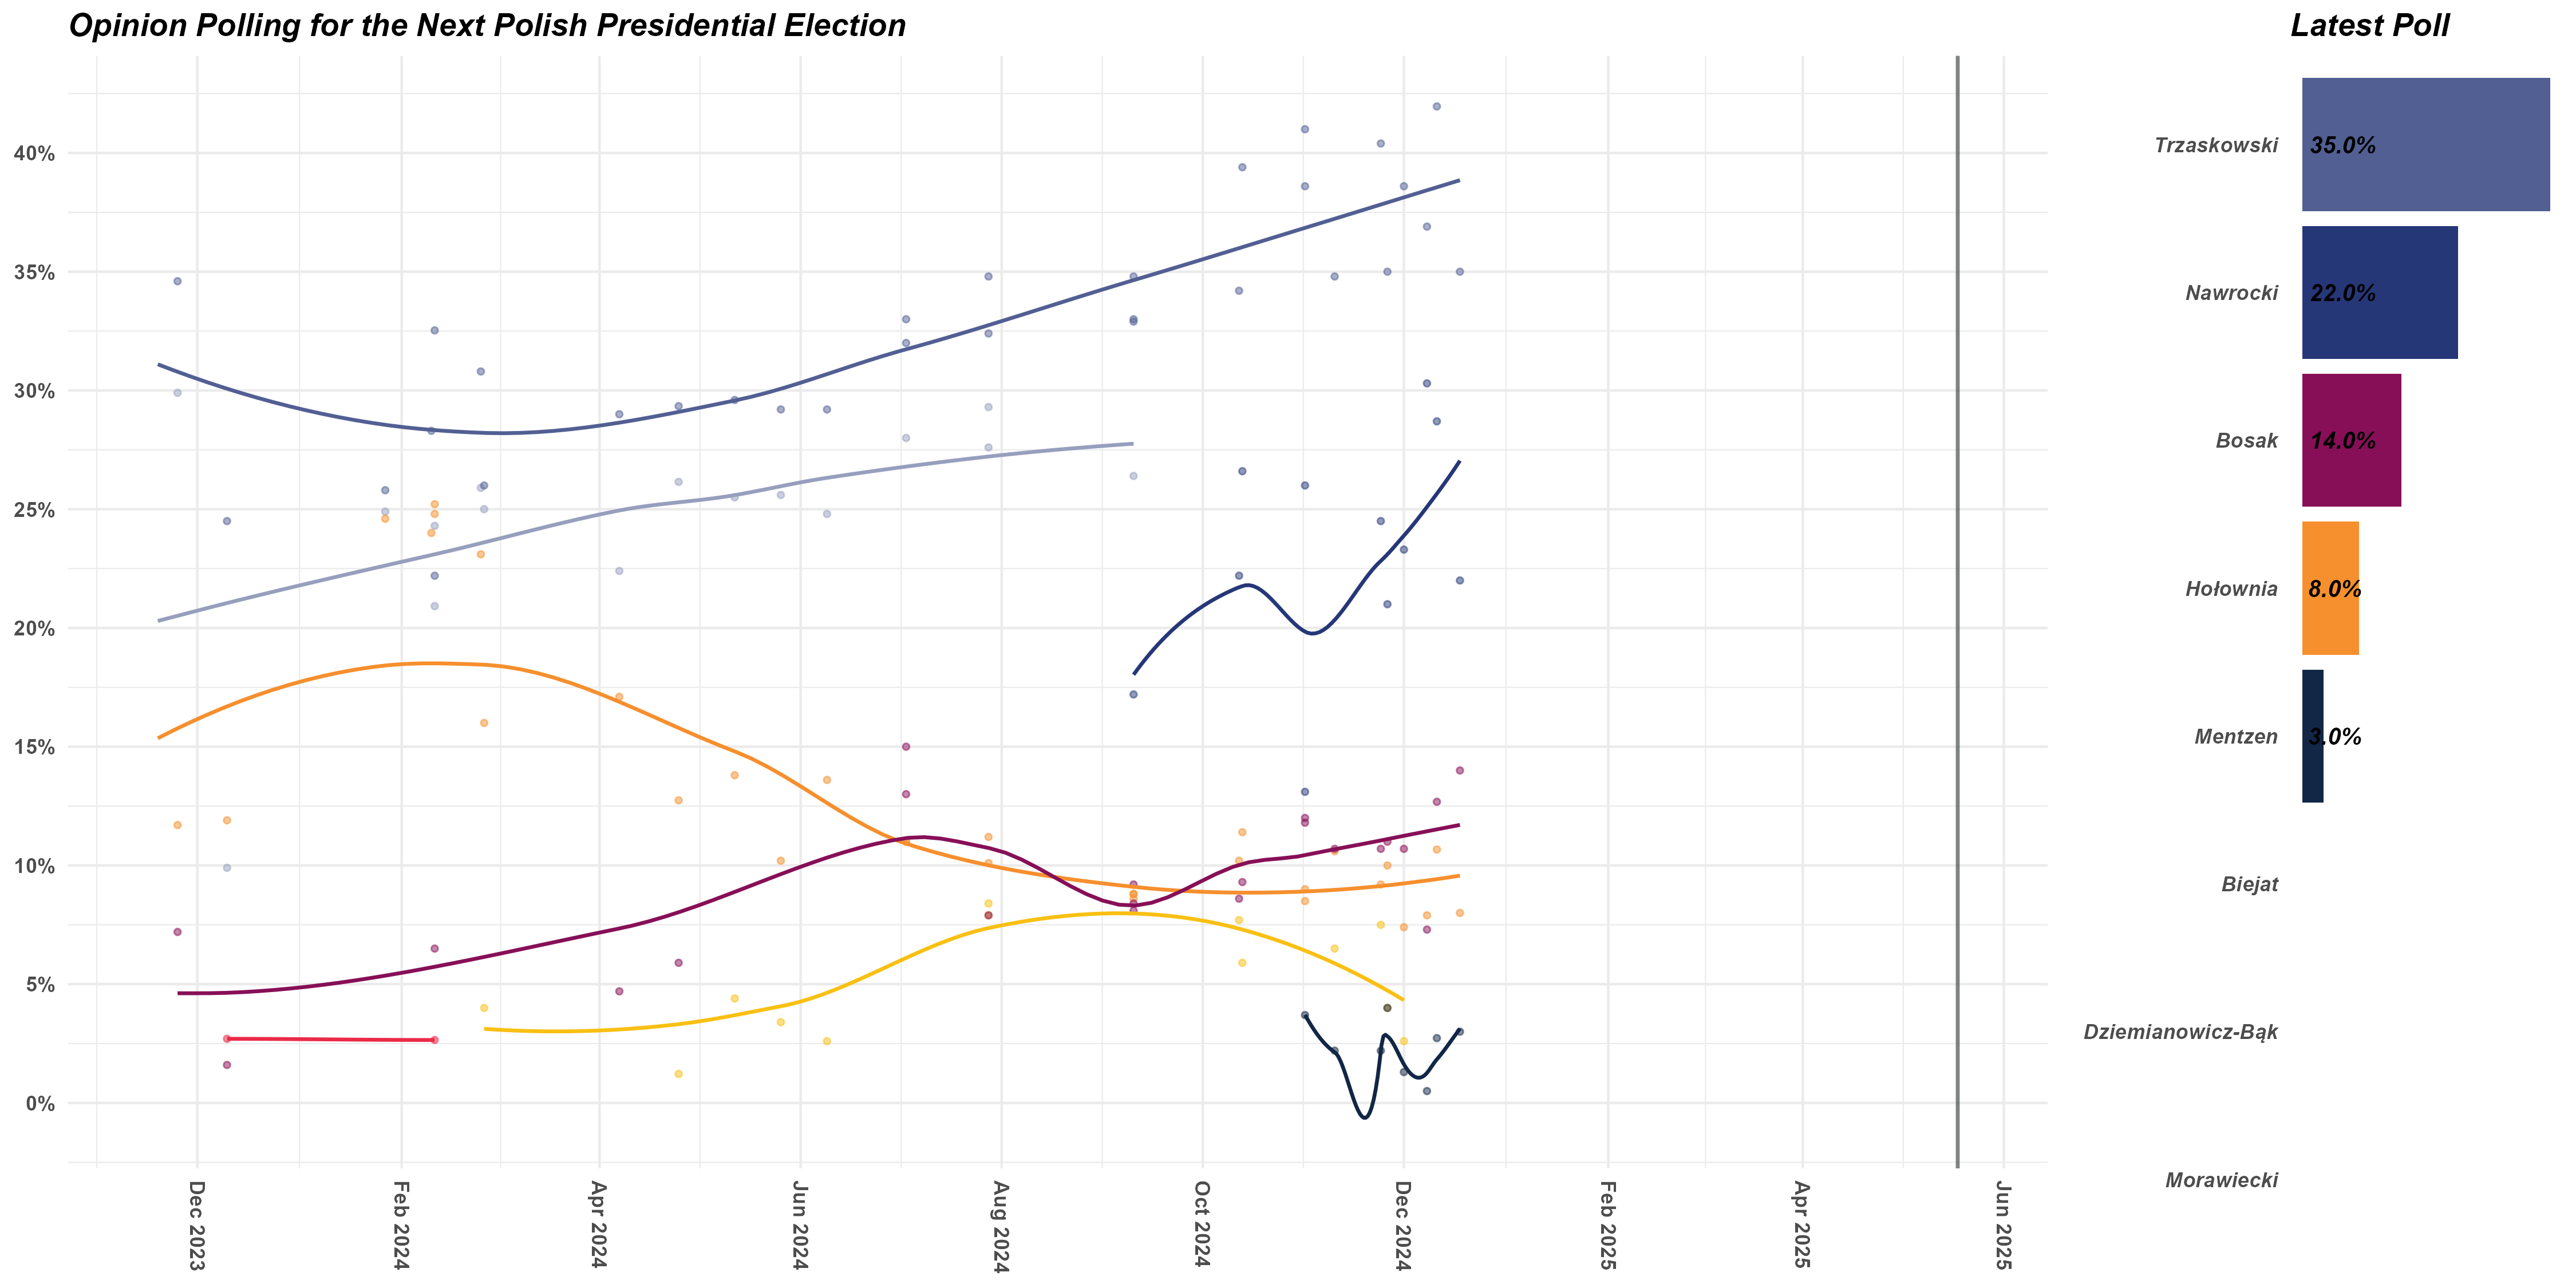 Opinion Polling for the Next Polish Presidential Election
40%
35%
30%
25%
20%
15%
10%
5%
0%
Dec 2023
Feb 2024
Apr 2024
Jun 2024
Aug 2024
Oct 2024
Dec 2024
Feb 2025
Apr 2025
Jun 2025
Latest Poll
Trzaskowski 35.0%
Nawrocki 22.0%
Bosak 14.0%
Hołownia 8.0%
Mentzen 3.0%
Biejat
Dziemianowicz-Bąk
Morawiecki